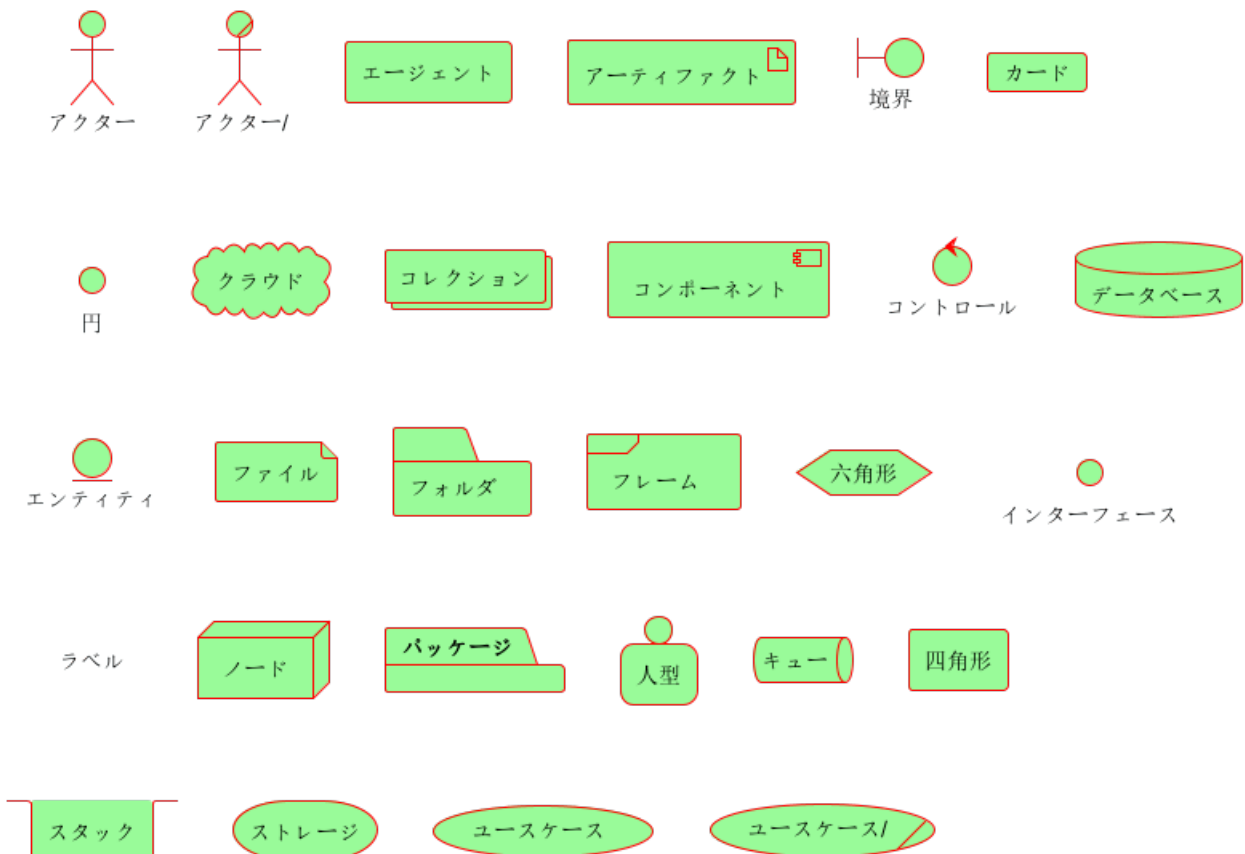 アクター
アクター/
エージェント
アーティファクト
境界
カード
円
クラウド
コレクション
コンポーネント
コントロール
データベース
エンティティ
ファイル
フォルダ
フレーム
六角形
インターフェース
ラベル
ノード
パッケージ
人型
キュー
四角形
スタック
ストレージ
ユースケース
ユースケース/